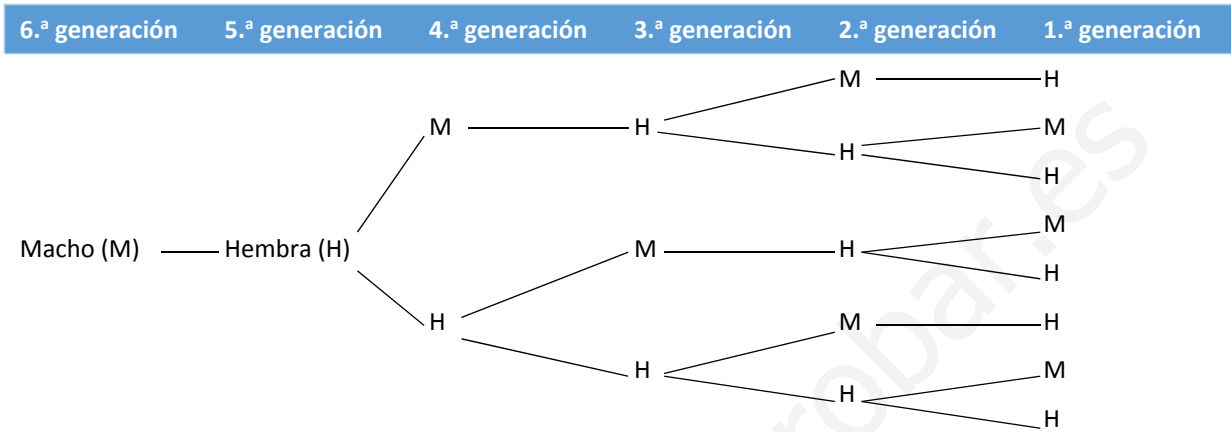 6.ª generación 5.ª generación 4.ª generación 3.ª generación 2.ª generación 1.ª generación
M H
M H M
H
H
M
Macho (M) Hembra (H) M H
H
H M H
H M
H
H